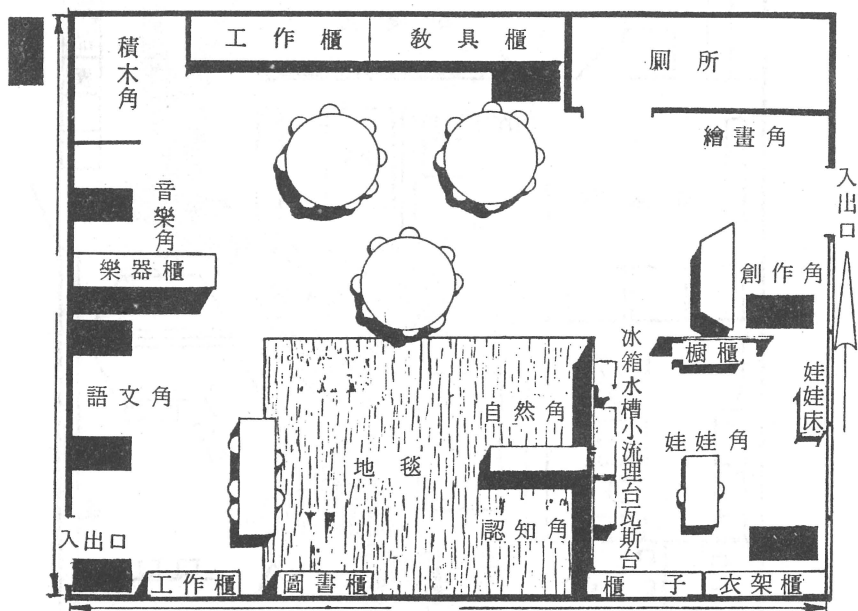 工作櫃
敎具櫃
厠所
積木角
繪畫角
入出口
音樂角
樂器櫃
創作角
櫥櫃
冰箱水槽小流理台瓦斯台
娃娃床
語文角
自然角
娃娃角
地毯
認知角
入出口
工作櫃
圖書櫃
櫃子
衣架櫃